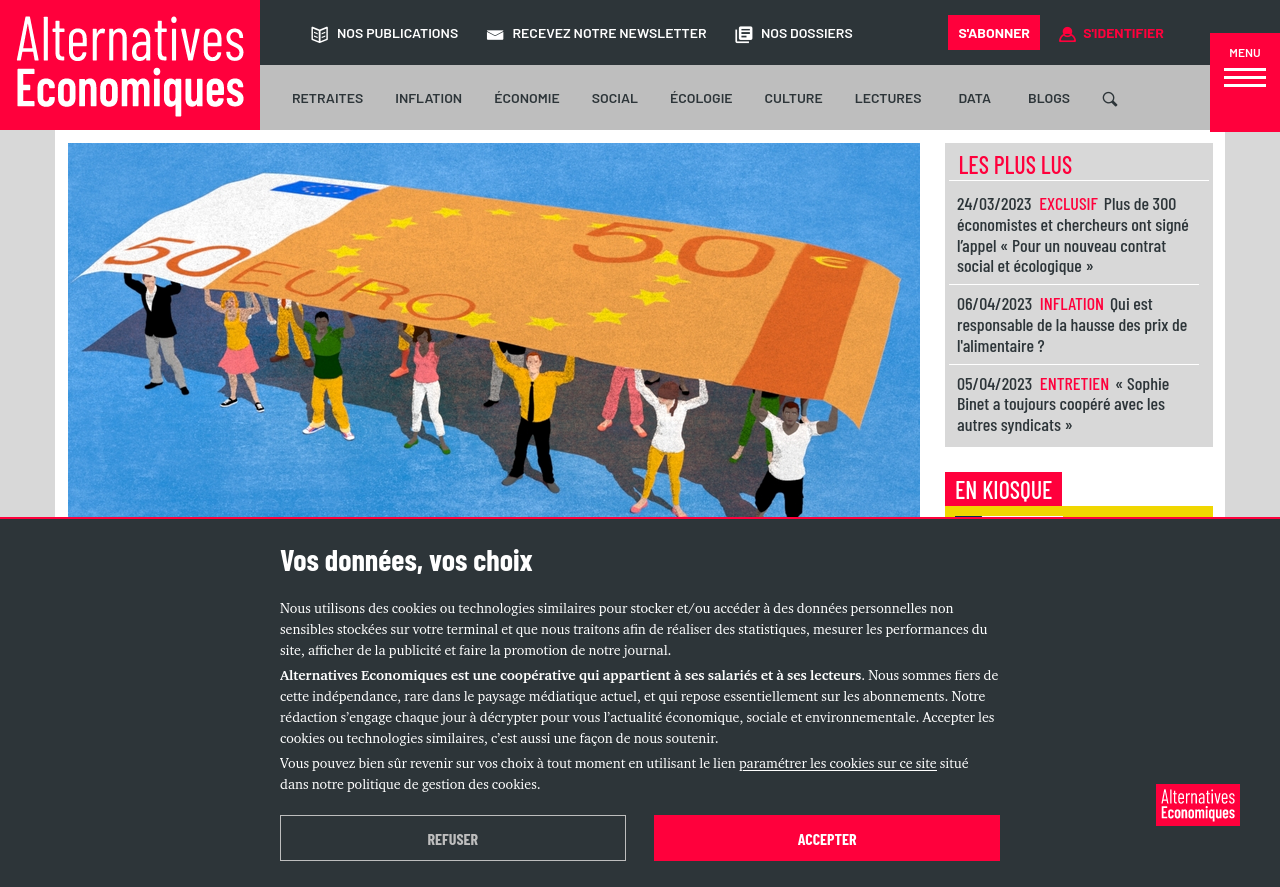 Alternatives
Economiques
NOS PUBLICATIONS
RECEVEZ NOTRE NEWSLETTER
NOS DOSSIERS
S'ABONNER
S'IDENTIFIER
MENU
RETRAITES
INFLATION
ÉCONOMIE
SOCIAL
ÉCOLOGIE
CULTURE
LECTURES
DATA
BLOGS
50 EURO
50 €
LES PLUS LUS
24/03/2023 EXCLUSIF Plus de 300
économistes et chercheurs ont signé
l’appel « Pour un nouveau contrat
social et écologique »
06/04/2023 INFLATION Qui est
responsable de la hausse des prix de
l'alimentaire ?
05/04/2023 ENTRETIEN « Sophie
Binet a toujours coopéré avec les
autres syndicats »
EN KIOSQUE
Vos données, vos choix
Nous utilisons des cookies ou technologies similaires pour stocker et/ou accéder à des données personnelles non
sensibles stockées sur votre terminal et que nous traitons afin de réaliser des statistiques, mesurer les performances du
site, afficher de la publicité et faire la promotion de notre journal.
Alternatives Economiques est une coopérative qui appartient à ses salariés et à ses lecteurs. Nous sommes fiers de
cette indépendance, rare dans le paysage médiatique actuel, et qui repose essentiellement sur les abonnements. Notre
rédaction s’engage chaque jour à décrypter pour vous l’actualité économique, sociale et environnementale. Accepter les
cookies ou technologies similaires, c’est aussi une façon de nous soutenir.
Vous pouvez bien sûr revenir sur vos choix à tout moment en utilisant le lien paramétrer les cookies sur ce site situé
dans notre politique de gestion des cookies.
REFUSER
ACCEPTER
Alternatives
Economiques